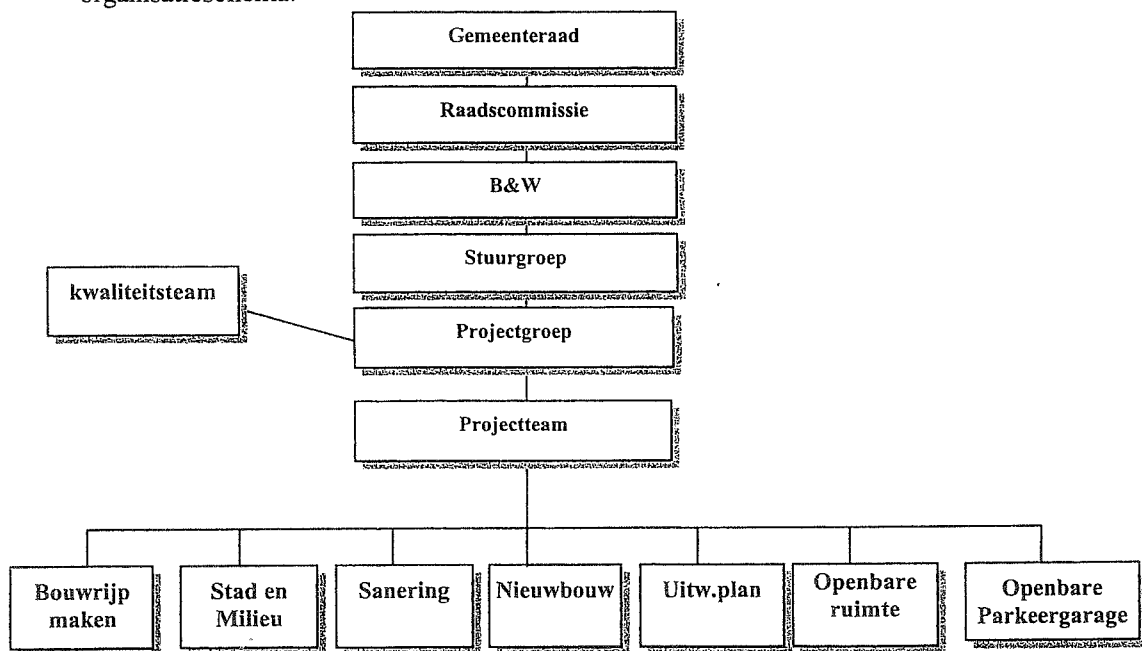 organisatieschema:
Gemeenteraad
Raadscommissie
B&W
Stuurgroep
kwaliteitsteam
Projectgroep
Projectteam
Bouwrijp
maken
Stad en
Milieu
Sanering
Nieuwbouw
Uitw.plan
Openbare
ruimte
Openbare
Parkeergarage